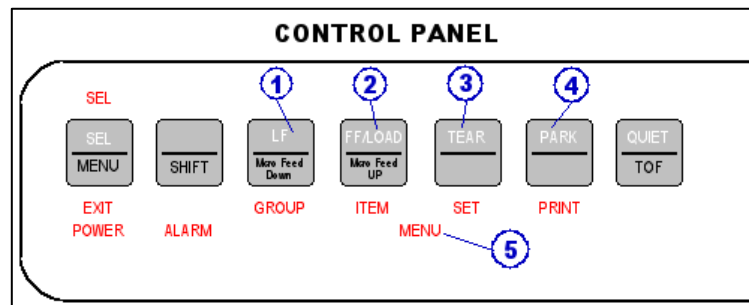 CONTROL PANEL
1 2 3 4
SEL
SEL LF FF/LOAD TEAR PARK QUIET
MENU SHIFT Micro Feed Down Micro Feed UP TOF
EXIT GROUP ITEM SET PRINT
POWER ALARM MENU 5